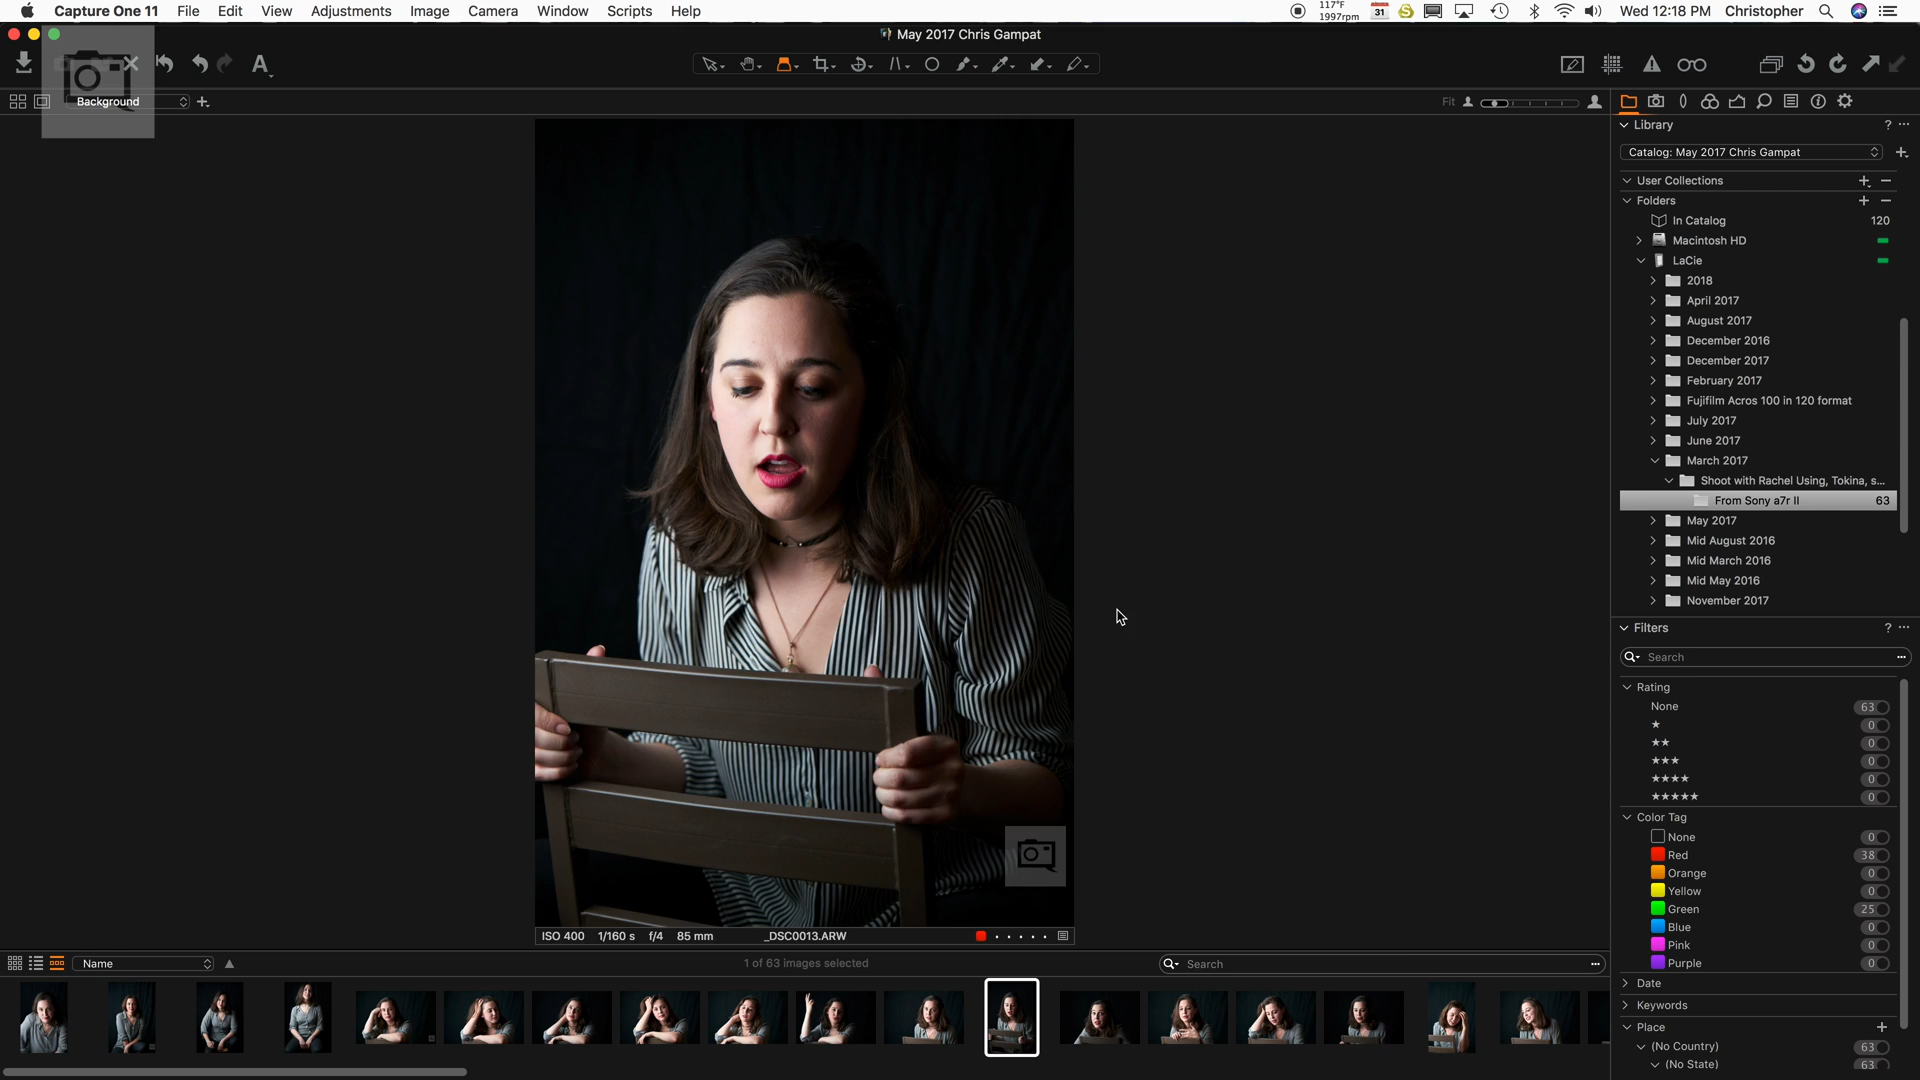 Capture One 11 File Edit View Adjustments Image Camera Window Scripts Help 117°F 1997rpm 31 S Wed 12:18 PM Christopher
May 2017 Chris Gampat
A
Background
Fit
Library ?
Catalog: May 2017 Chris Gampat
User Collections
Folders
In Catalog 120
Macintosh HD
LaCie
2018
April 2017
August 2017
December 2016
December 2017
February 2017
Fujifilm Acros 100 in 120 format
July 2017
June 2017
March 2017
Shoot with Rachel Using, Tokina, s...
From Sony a7r II 63
May 2017
Mid August 2016
Mid March 2016
Mid May 2016
November 2017
Filters ?
Search
Rating
None 63
★ 0
★★ 0
★★★ 0
★★★★ 0
★★★★★ 0
Color Tag
None 0
Red 38
Orange 0
Yellow 0
Green 25
Blue 0
Pink 0
Purple 0
Date
Keywords
Place
(No Country) 63
(No State) 63
ISO 400 1/160 s f/4 85 mm _DSC0013.ARW
Name 1 of 63 images selected Search